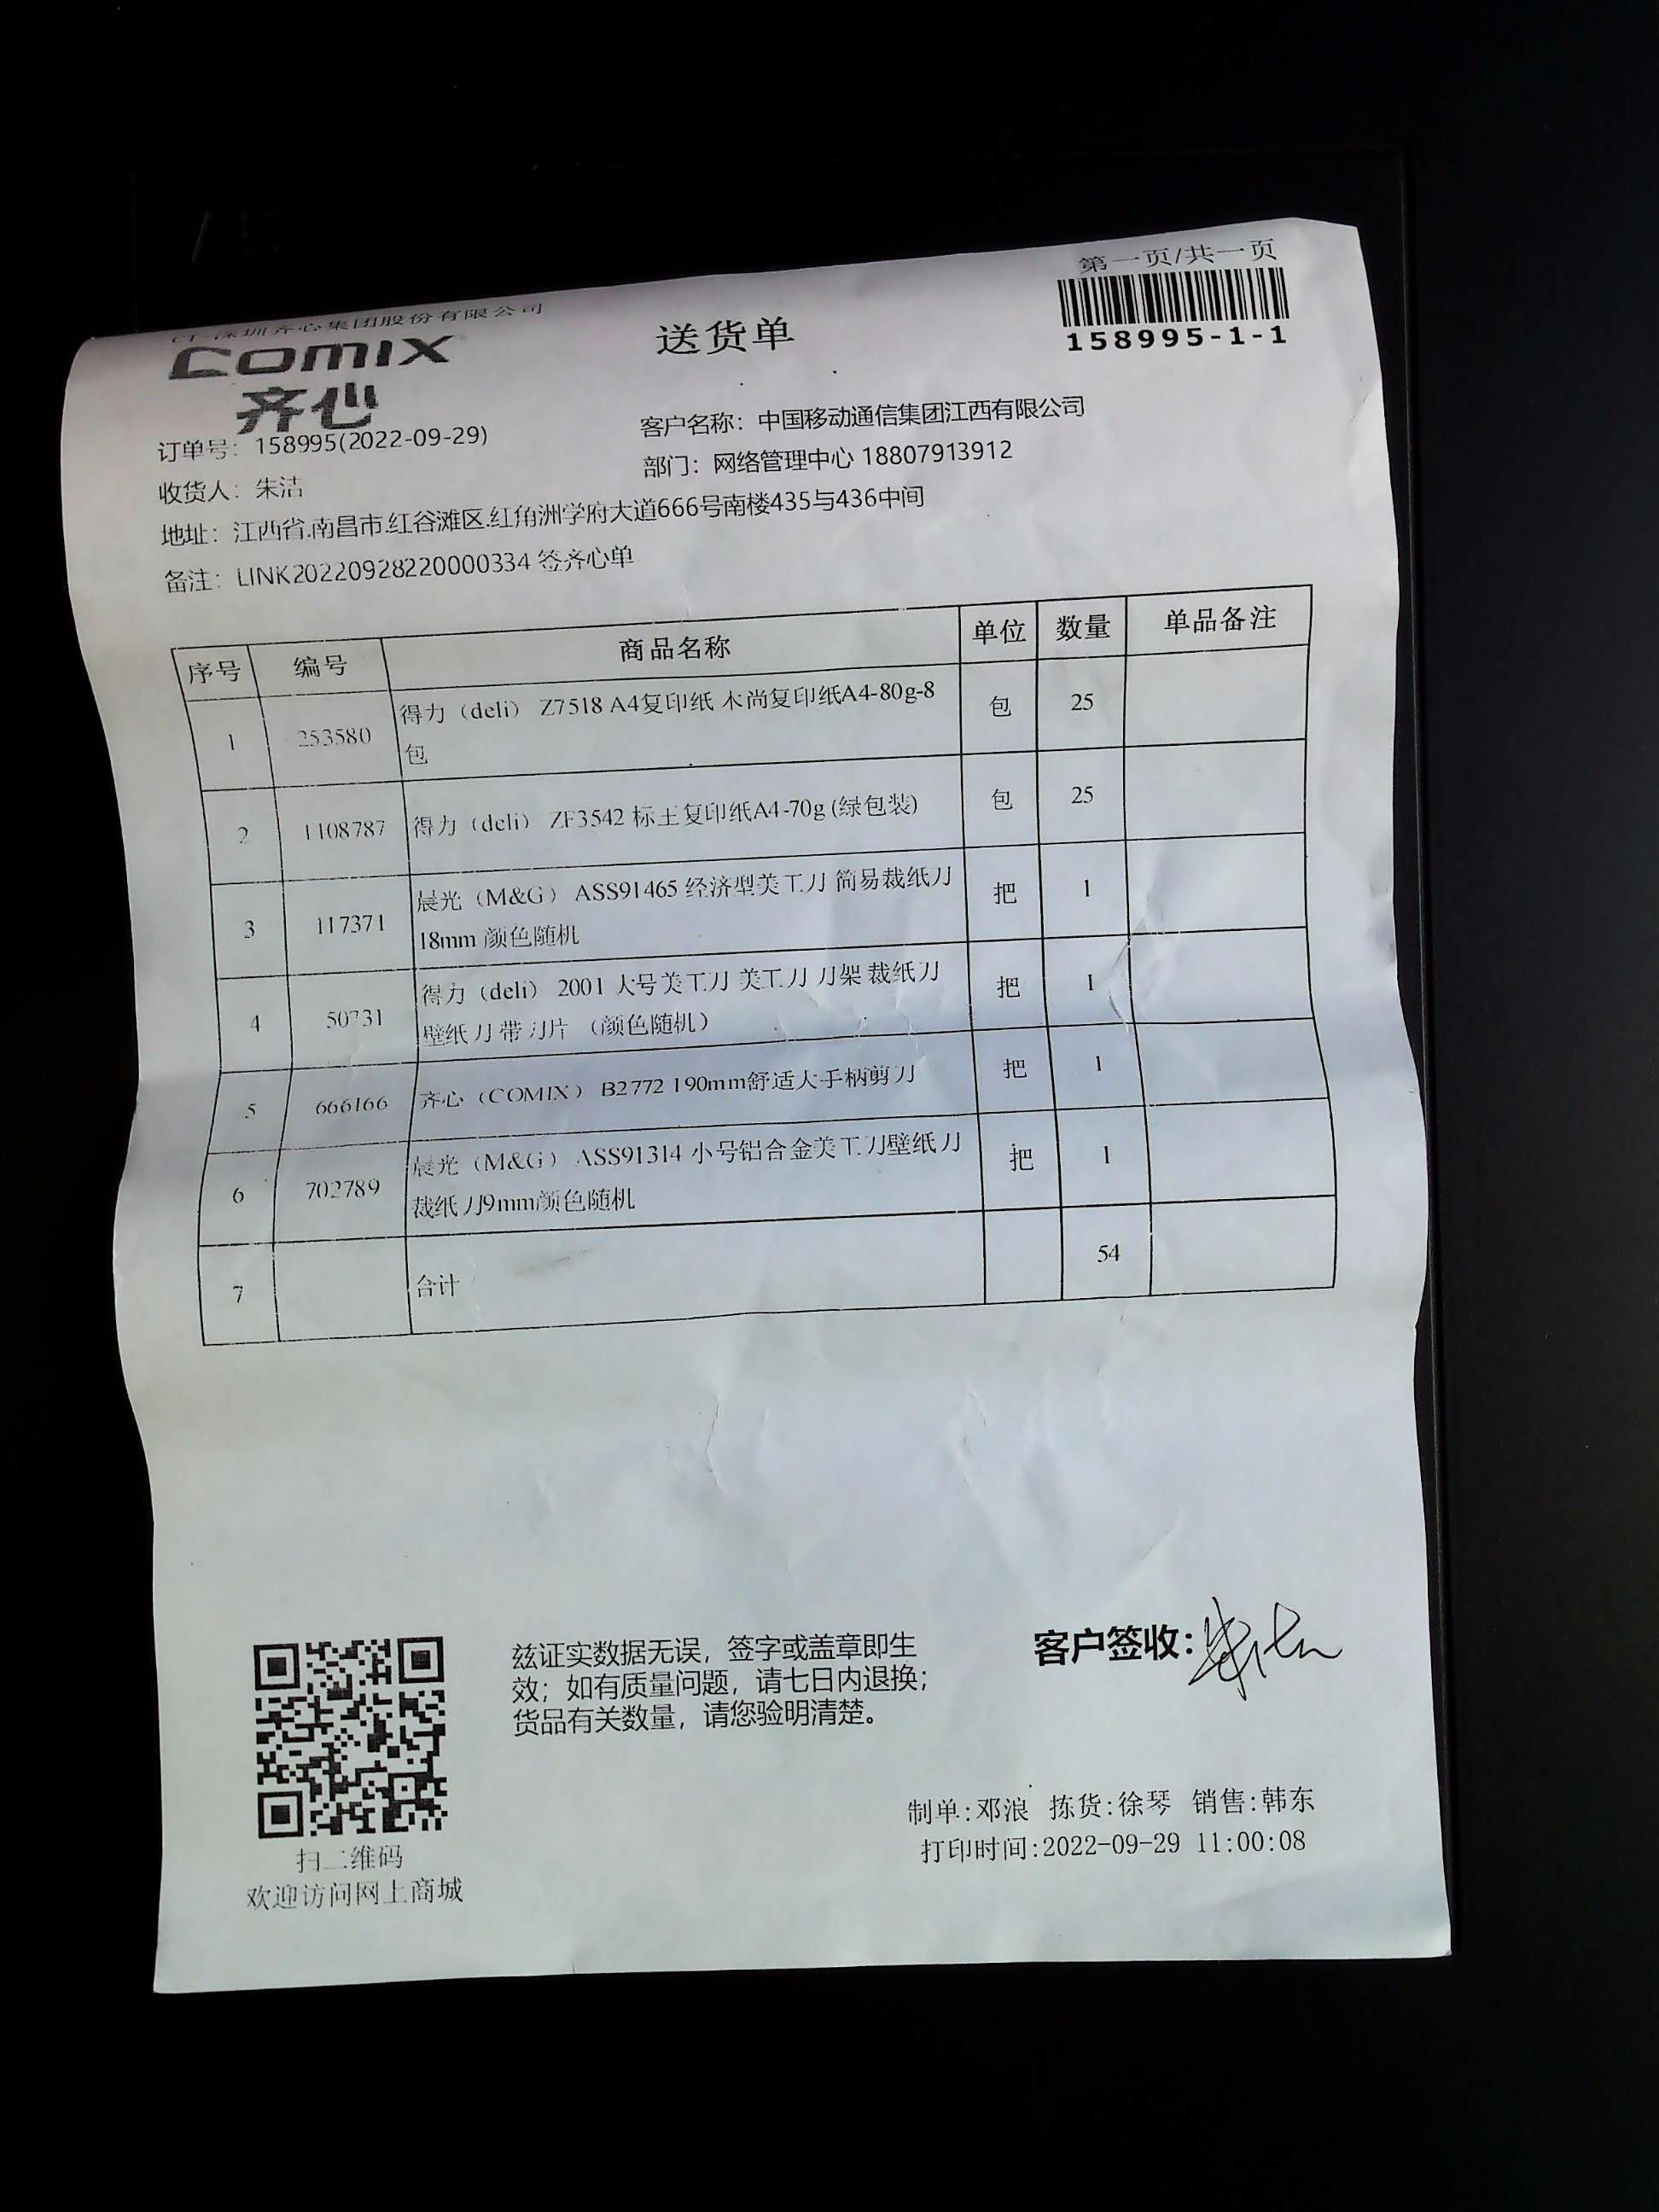 第一页/共一页
深圳齐心集团股份有限公司
COMIX
齐心
送货单
158995-1-1
订单号：158995(2022-09-29)
客户名称：中国移动通信集团江西有限公司
收货人：朱洁
部门：网络管理中心 18807913912
地址：江西省.南昌市.红谷滩区.红角洲学府大道666号南楼435与436中间
备注：LINK20220928220000334 签齐心单
序号 编号 商品名称 单位 数量 单品备注
1 253580 得力（deli） Z7518 A4复印纸 木尚复印纸A4-80g-8
包 包 25
2 1108787 得力（deli） ZF3542 标王复印纸A4-70g (绿包装) 包 25
3 117371 晨光（M&G） ASS91465 经济型美工刀 简易裁纸刀
18mm 颜色随机 把 1
4 50731 得力（deli） 2001 大号美工刀 美工刀 刀架 裁纸刀
壁纸刀 带刀片 （颜色随机） 把 1
5 666166 齐心（COMIX） B2772 190mm舒适大手柄剪刀 把 1
6 702789 晨光（M&G） ASS91314 小号铝合金美工刀壁纸刀
裁纸刀9mm颜色随机 把 1
7 合计 54
兹证实数据无误，签字或盖章即生
效；如有质量问题，请七日内退换；
货品有关数量，请您验明清楚。
客户签收：
扫二维码
欢迎访问网上商城
制单:邓浪 拣货:徐琴 销售:韩东
打印时间:2022-09-29 11:00:08